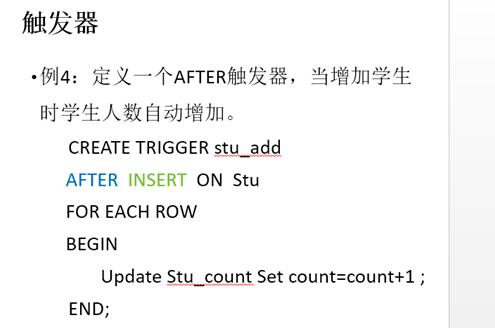 触发器
•例4：定义一个AFTER触发器，当增加学生
时学生人数自动增加。
CREATE TRIGGER stu_add
AFTER INSERT ON Stu
FOR EACH ROW
BEGIN
Update Stu_count Set count=count+1 ;
END;